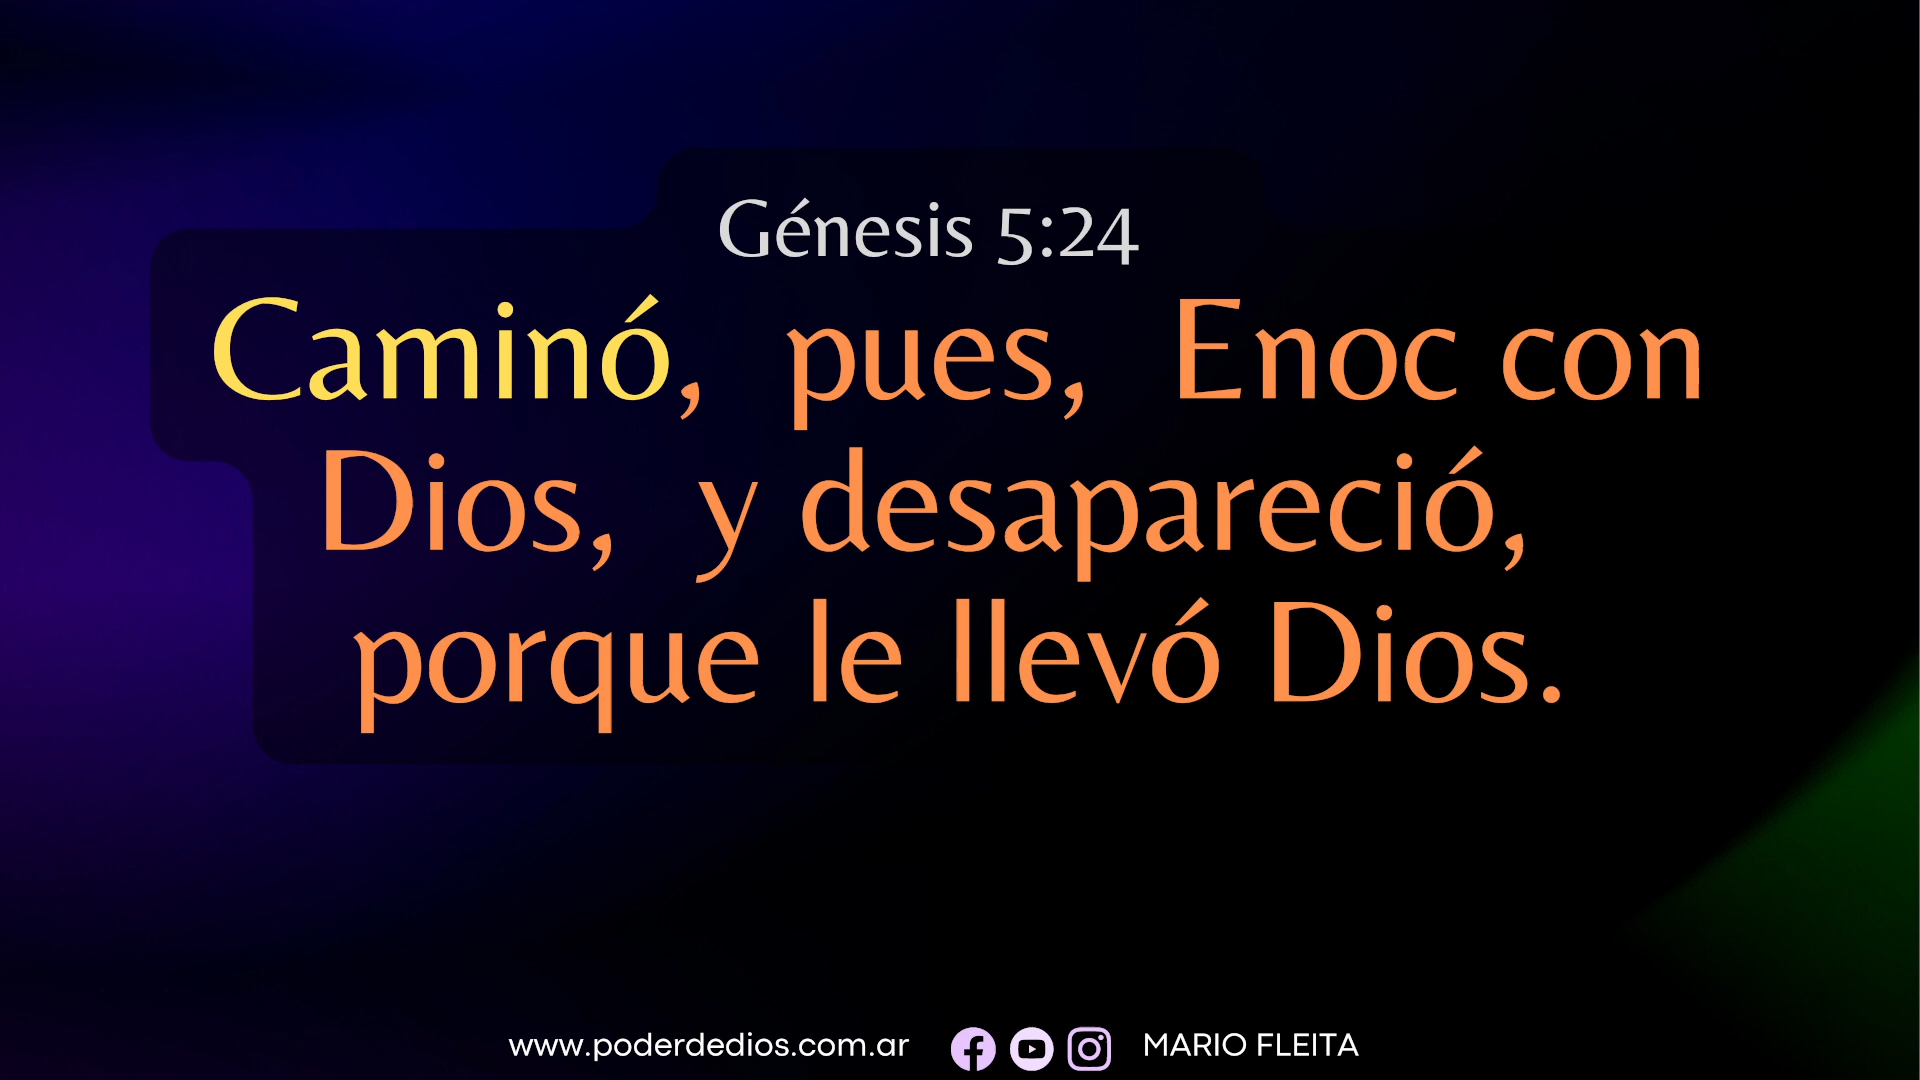 Génesis 5:24
Caminó, pues, Enoc con
Dios, y desapareció,
porque le llevó Dios.
www.poderdedios.com.ar MARIO FLEITA